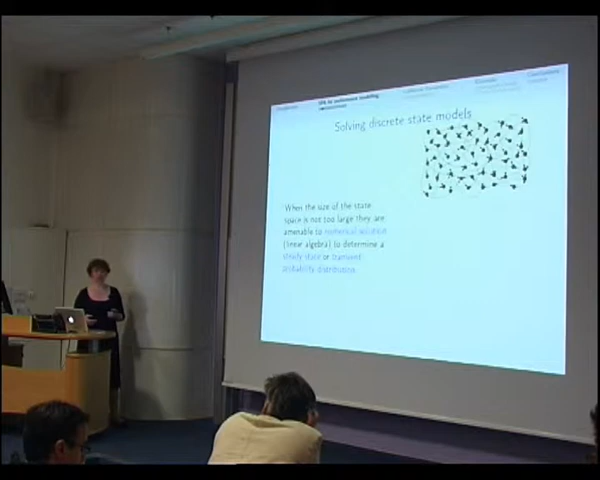 Solving discrete state models
When the size of the state
space is not too large they are
amenable to numerical solution
(linear algebra) to determine a
steady state or transient
probability distribution.